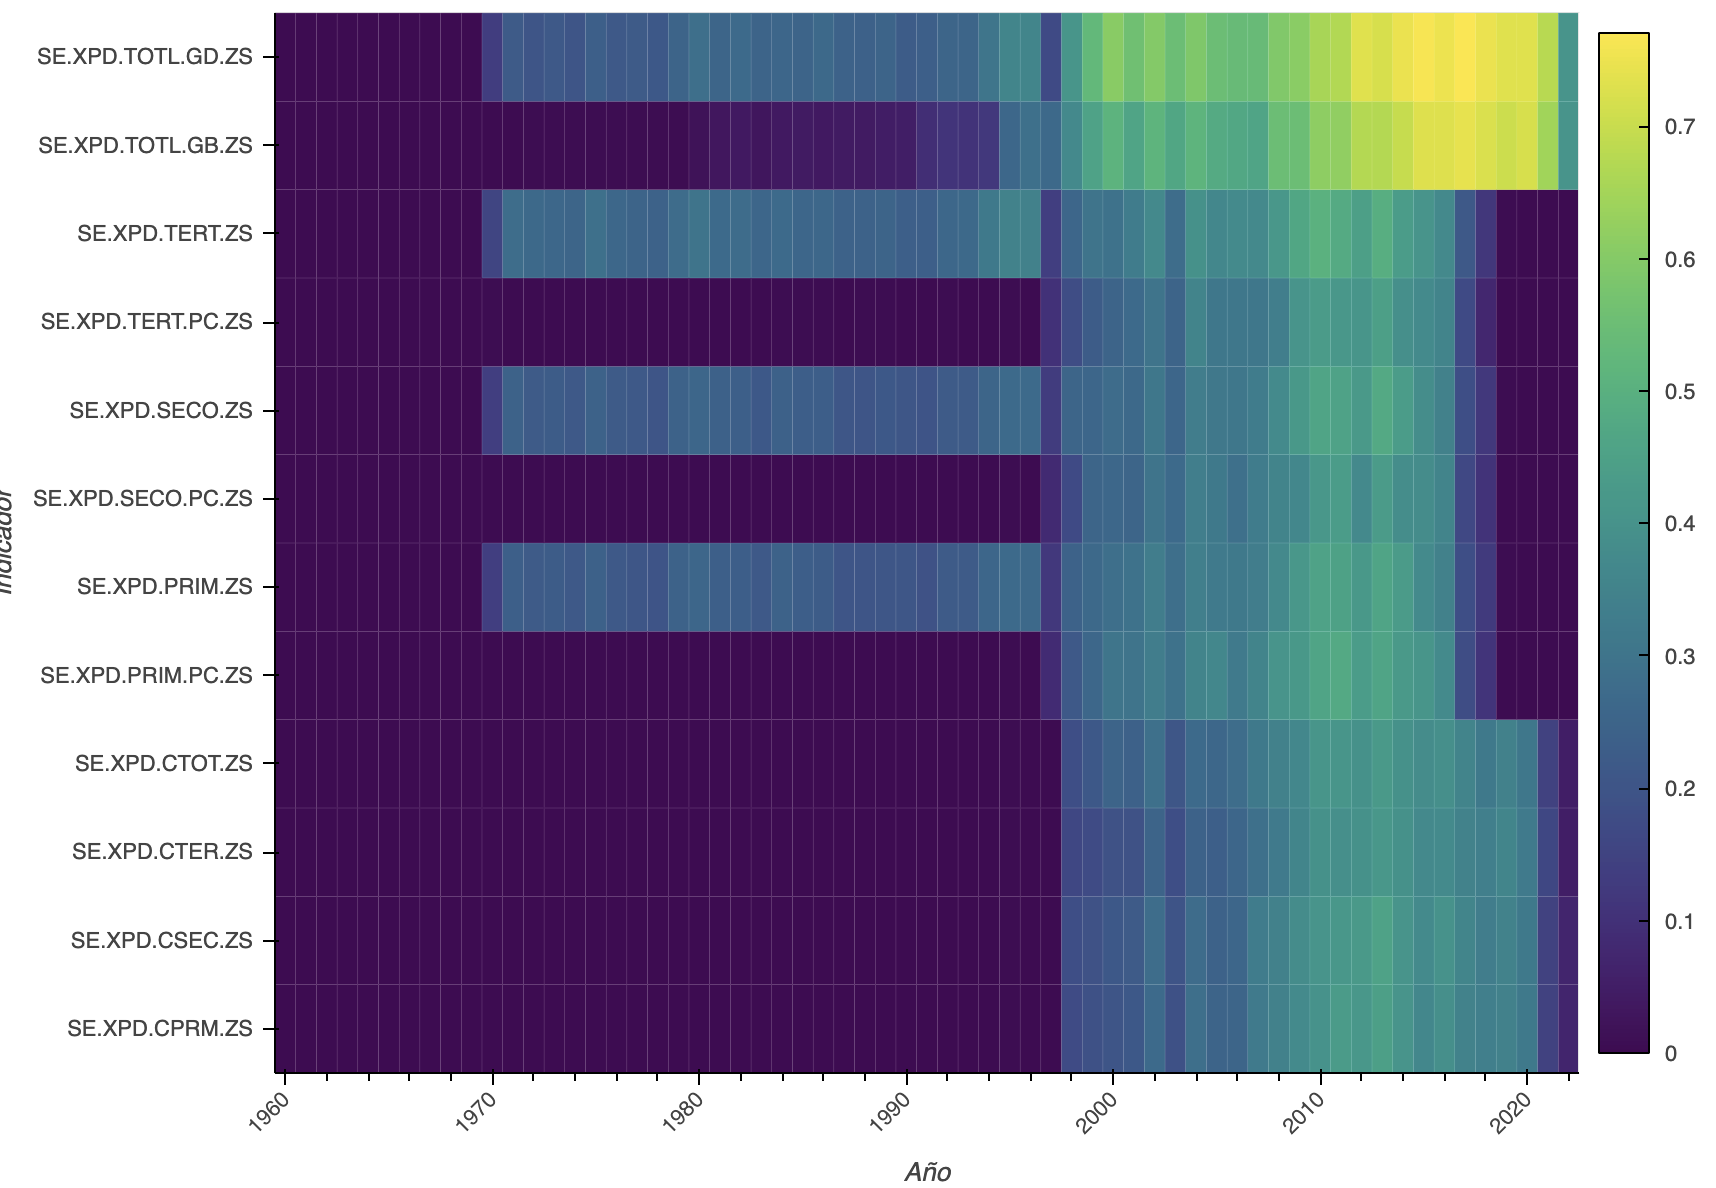 SE.XPD.TOTL.GD.ZS
SE.XPD.TOTL.GB.ZS
SE.XPD.TERT.ZS
SE.XPD.TERT.PC.ZS
SE.XPD.SECO.ZS
SE.XPD.SECO.PC.ZS
SE.XPD.PRIM.ZS
SE.XPD.PRIM.PC.ZS
SE.XPD.CTOT.ZS
SE.XPD.CTER.ZS
SE.XPD.CSEC.ZS
SE.XPD.CPRM.ZS
Indicador
1960
1970
1980
1990
2000
2010
2020
Año
0.7
0.6
0.5
0.4
0.3
0.2
0.1
0